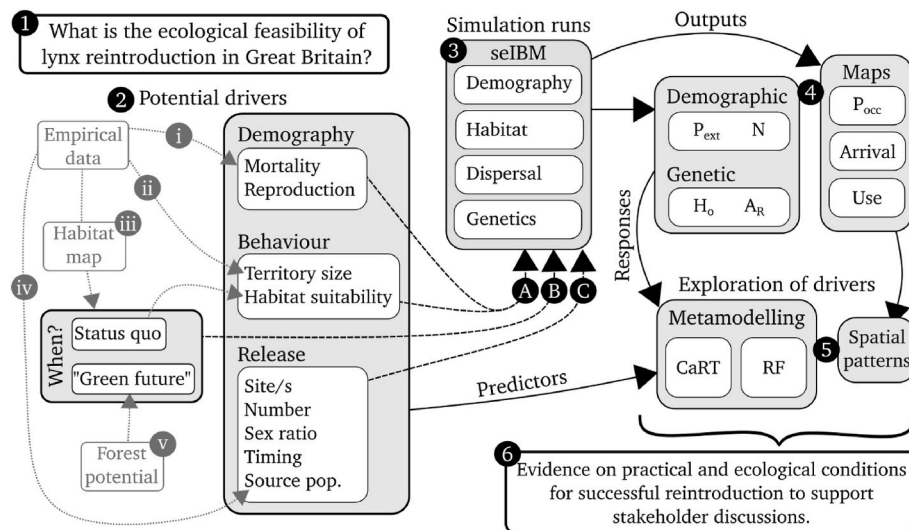 1
What is the ecological feasibility of
lynx reintroduction in Great Britain?
2 Potential drivers
Empirical
data
i
ii
iii
Habitat
map
iv
When?
Status quo
"Green future"
v
Forest
potential
Demography
Mortality
Reproduction
Behaviour
Territory size
Habitat suitability
Release
Site/s
Number
Sex ratio
Timing
Source pop.
Simulation runs
3 seIBM
Demography
Habitat
Dispersal
Genetics
A B C
Outputs
Demographic
P_ext N
Genetic
H_o A_R
4
Maps
P_occ
Arrival
Use
Responses
Predictors
Exploration of drivers
Metamodelling
CaRT RF
5
Spatial
patterns
6
Evidence on practical and ecological conditions
for successful reintroduction to support
stakeholder discussions.